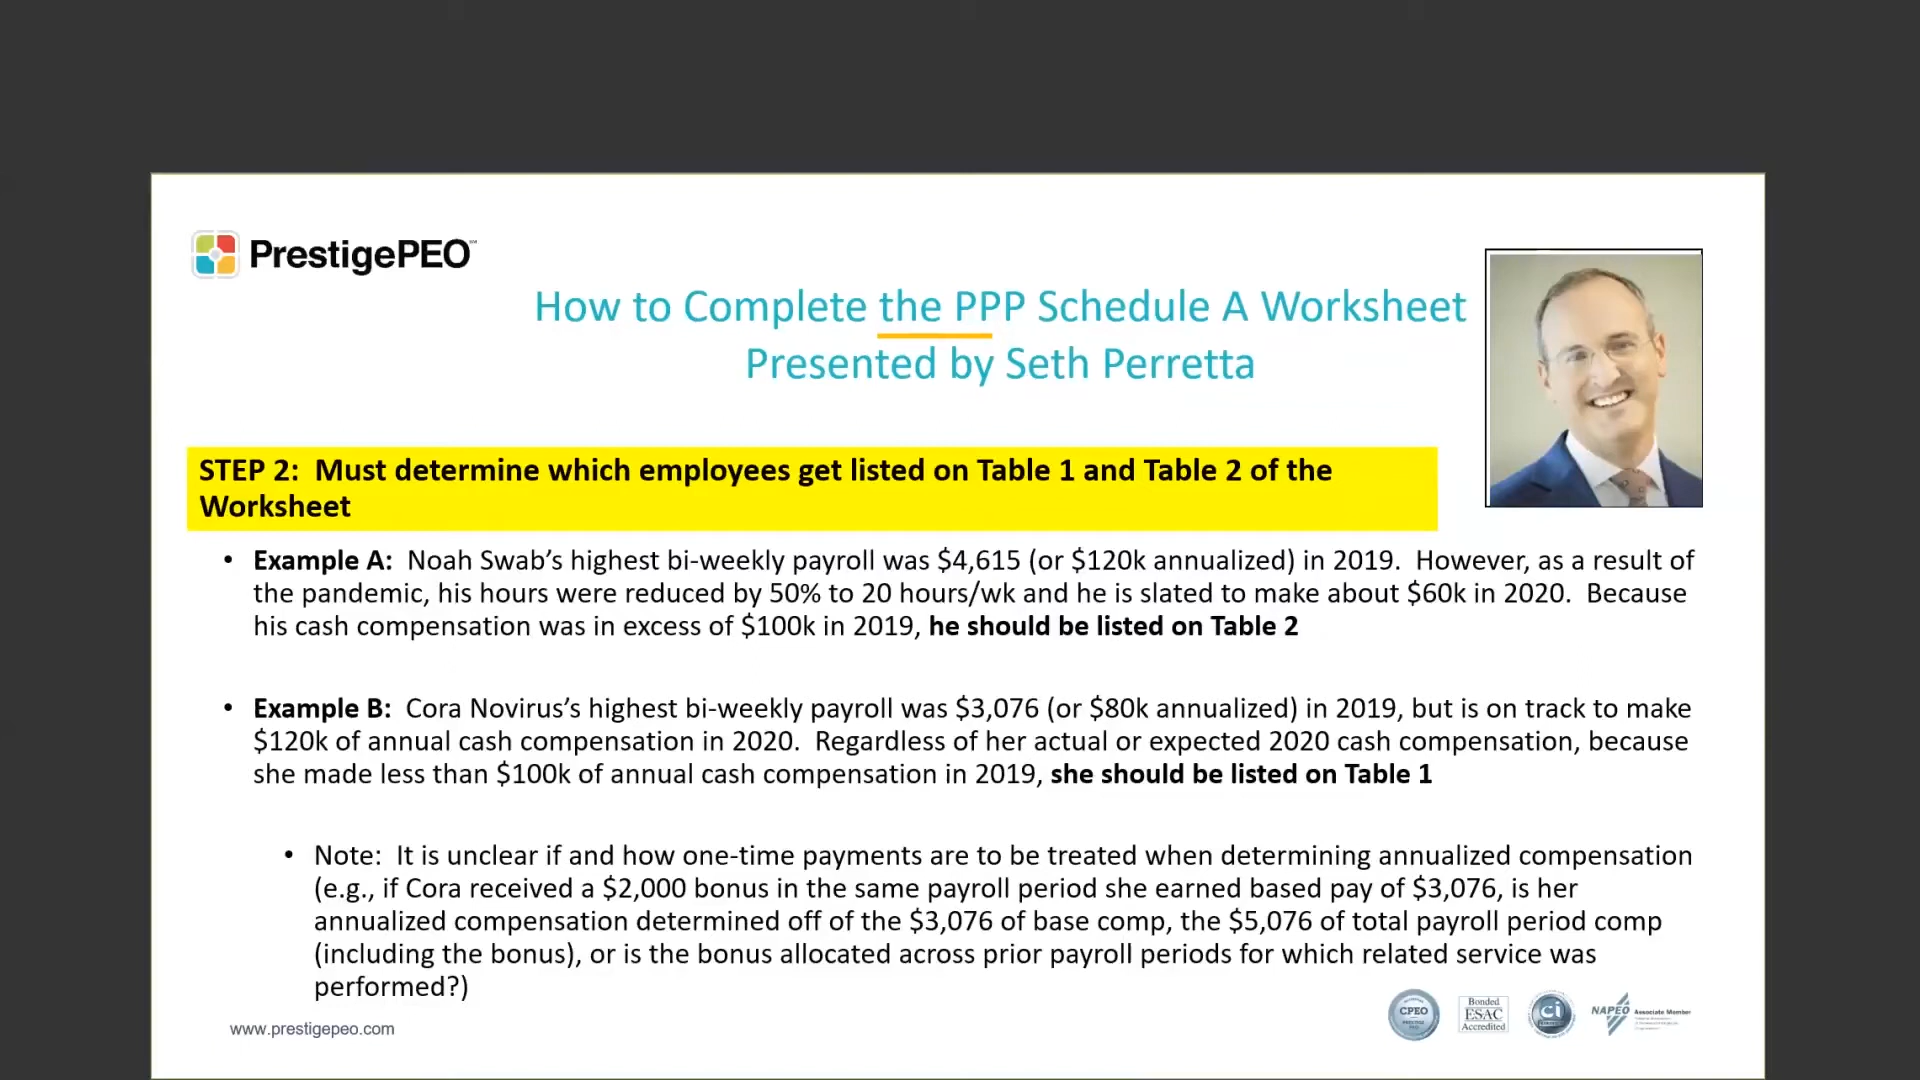 PrestigePEO
How to Complete the PPP Schedule A Worksheet
Presented by Seth Perretta
STEP 2: Must determine which employees get listed on Table 1 and Table 2 of the
Worksheet
• Example A: Noah Swab’s highest bi-weekly payroll was $4,615 (or $120k annualized) in 2019. However, as a result of
the pandemic, his hours were reduced by 50% to 20 hours/wk and he is slated to make about $60k in 2020. Because
his cash compensation was in excess of $100k in 2019, he should be listed on Table 2
• Example B: Cora Novirus’s highest bi-weekly payroll was $3,076 (or $80k annualized) in 2019, but is on track to make
$120k of annual cash compensation in 2020. Regardless of her actual or expected 2020 cash compensation, because
she made less than $100k of annual cash compensation in 2019, she should be listed on Table 1
• Note: It is unclear if and how one-time payments are to be treated when determining annualized compensation
(e.g., if Cora received a $2,000 bonus in the same payroll period she earned based pay of $3,076, is her
annualized compensation determined off of the $3,076 of base comp, the $5,076 of total payroll period comp
(including the bonus), or is the bonus allocated across prior payroll periods for which related service was
performed?)
www.prestigepeo.com
CPEO
Bonded
ESAC
Accredited
ci
NAPEO Associate Member